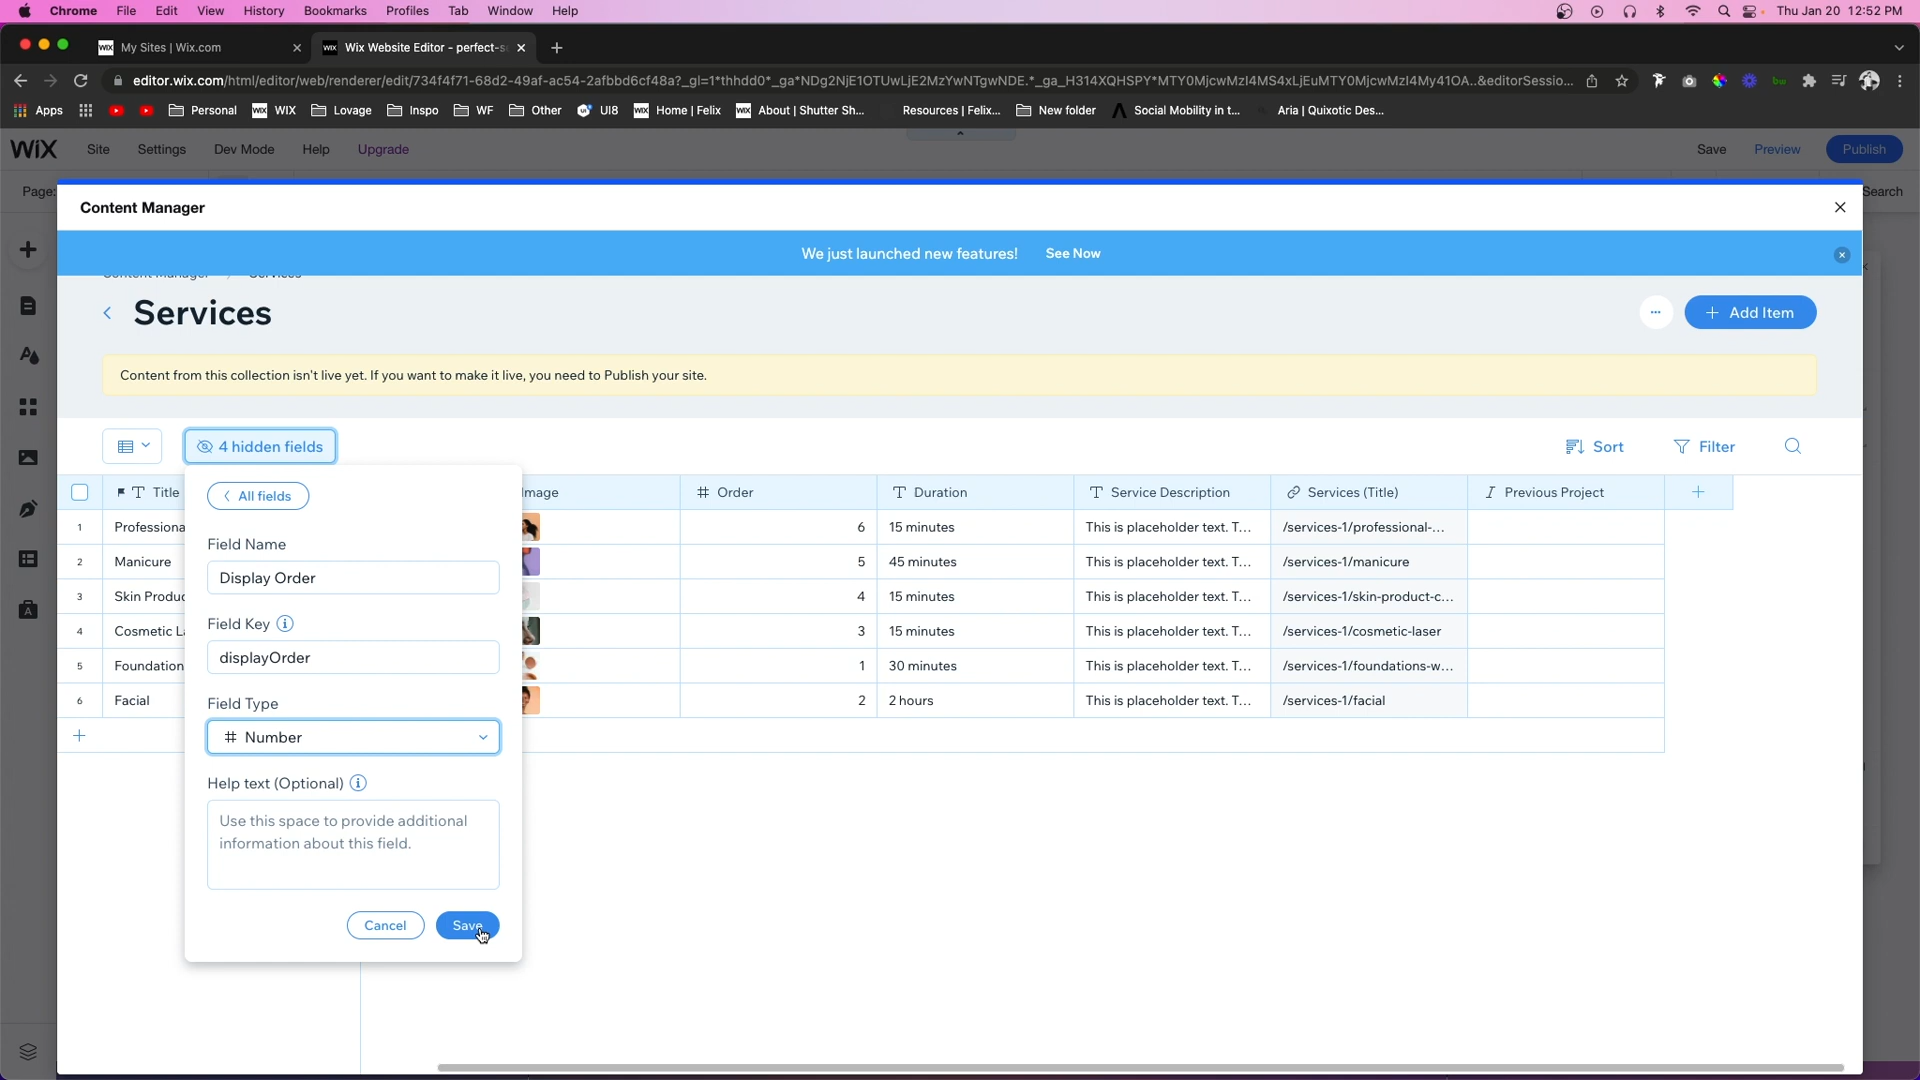 Chrome File Edit View History Bookmarks Profiles Tab Window Help Thu Jan 20 12:52 PM
WiX My Sites | Wix.com WiX Wix Website Editor - perfect-s
editor.wix.com/html/editor/web/renderer/edit/734f4f71-68d2-49af-ac54-2afbbd6cf48a?_gl=1*thhdd0*_ga*NDg2NjE1OTUwLjE2MzYwNTgwNDE.*_ga_H314XQHSPY*MTY0MjcwMzI4MS4xLjEuMTY0MjcwMzI4My41OA..&editorSessio...
Apps Personal WIX Lovage Inspo WF Other UI8 Home | Felix About | Shutter Sh... Resources | Felix... New folder Social Mobility in t... Aria | Quixotic Des...
WiX Site Settings Dev Mode Help Upgrade Save Preview Publish
Page: Search
Content Manager
We just launched new features! See Now
Content Manager Services
Services
... + Add Item
Content from this collection isn't live yet. If you want to make it live, you need to Publish your site.
4 hidden fields Sort Filter
Title Image # Order Duration Service Description Services (Title) Previous Project +
All fields
1 Professiona 6 15 minutes This is placeholder text. T... /services-1/professional-...
Field Name
2 Manicure 5 45 minutes This is placeholder text. T... /services-1/manicure
Display Order
3 Skin Produc 4 15 minutes This is placeholder text. T... /services-1/skin-product-c...
Field Key
4 Cosmetic La 3 15 minutes This is placeholder text. T... /services-1/cosmetic-laser
displayOrder
5 Foundation 1 30 minutes This is placeholder text. T... /services-1/foundations-w...
Field Type
6 Facial 2 2 hours This is placeholder text. T... /services-1/facial
# Number
Help text (Optional)
Use this space to provide additional
information about this field.
Cancel Save